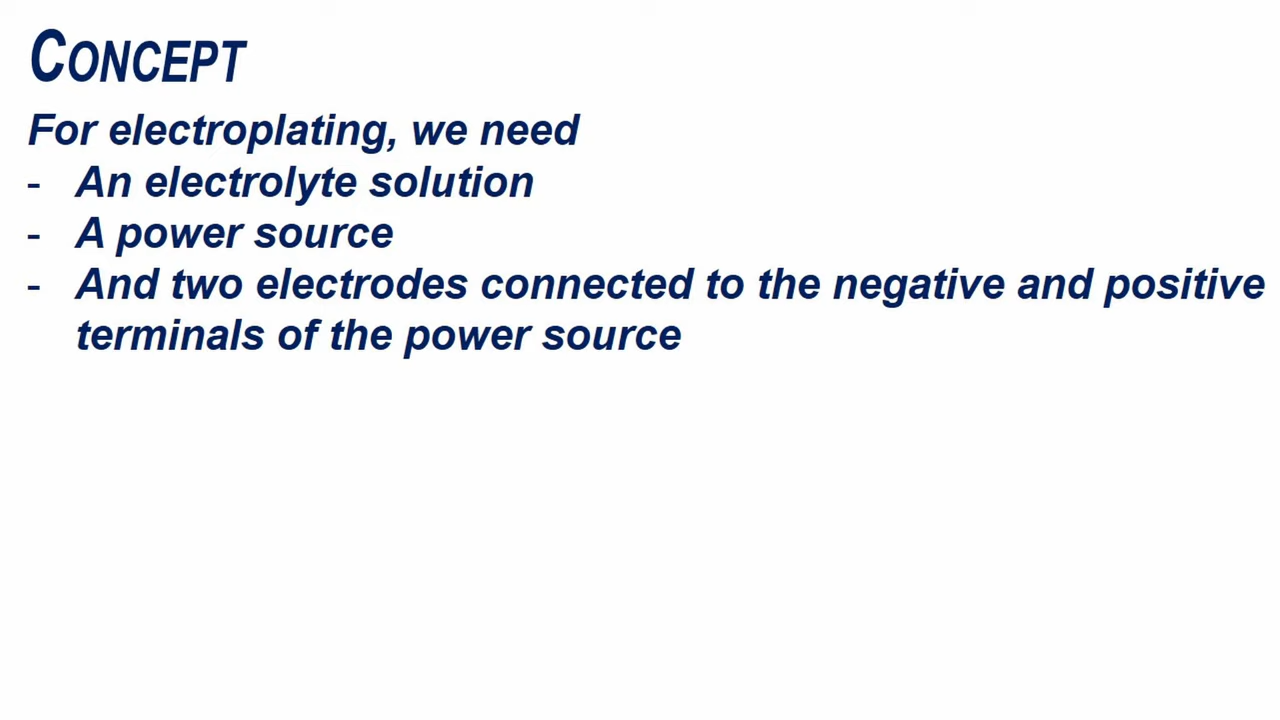 CONCEPT
For electroplating, we need
- An electrolyte solution
- A power source
- And two electrodes connected to the negative and positive
terminals of the power source